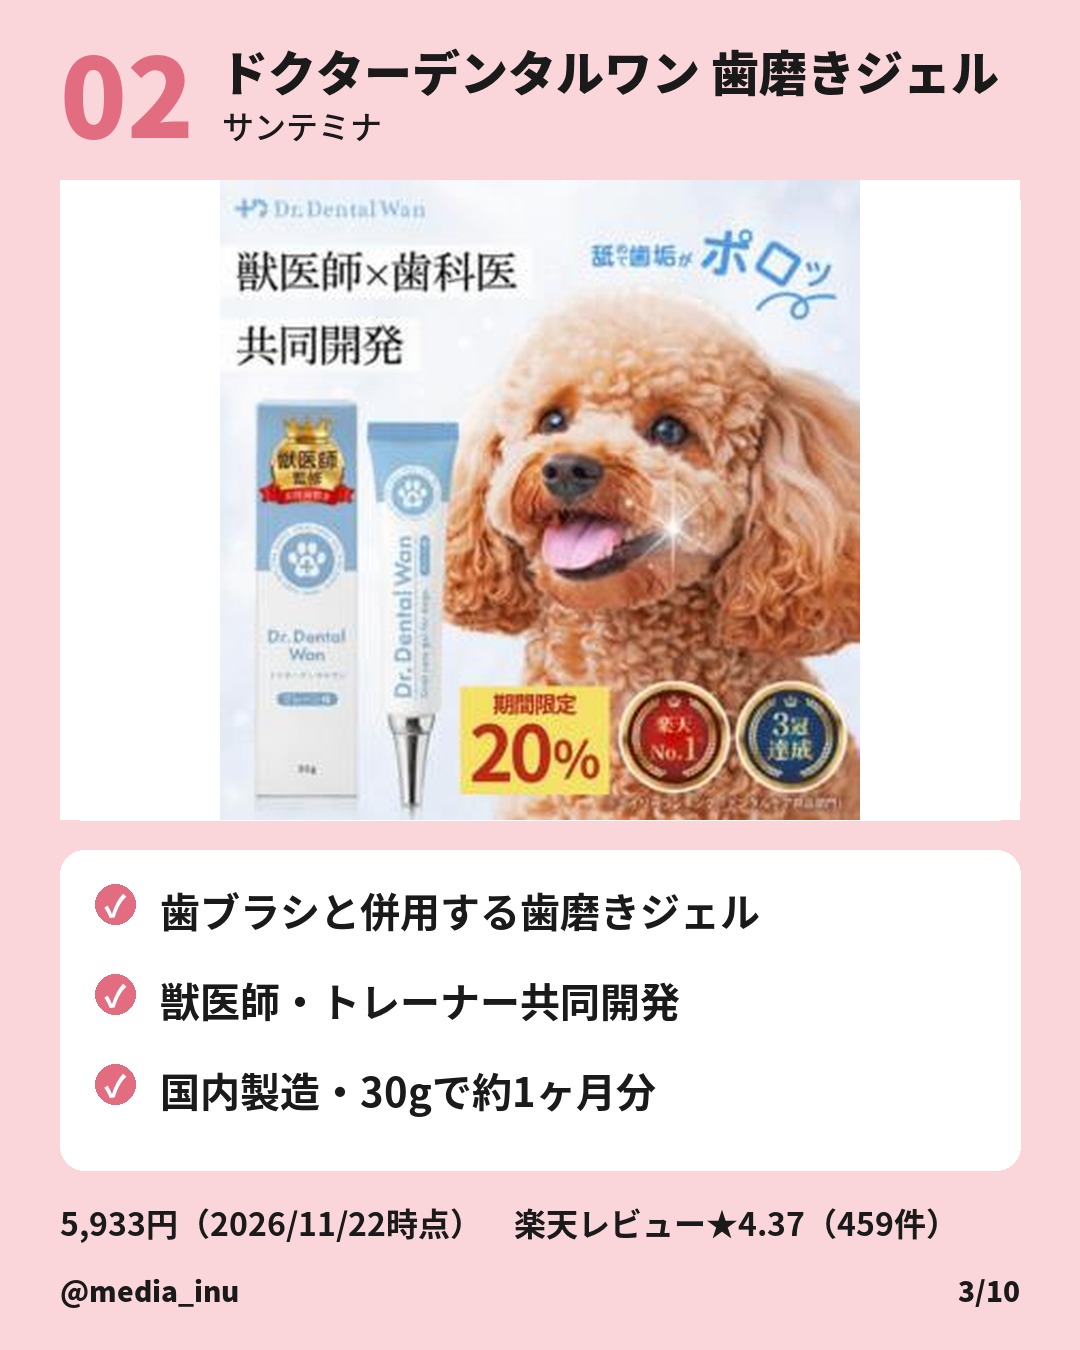 02
ドクターデンタルワン 歯磨きジェル
サンテミナ
Dr.Dental Wan
獣医師×歯科医
共同開発
舐めて歯垢がポロッ
獣医師
監修
Dr.Dental
Wan
30g
Dr.Dental Wan
期間限定
20%
楽天
No.1
3冠
達成
歯ブラシと併用する歯磨きジェル
獣医師・トレーナー共同開発
国内製造・30gで約1ヶ月分
5,933円（2026/11/22時点）　楽天レビュー★4.37（459件）
@media_inu
3/10